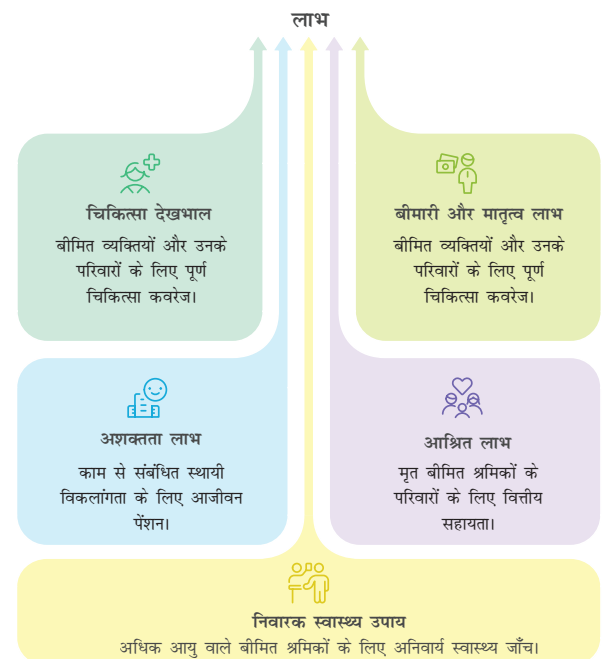 लाभ
चिकित्सा देखभाल
बीमित व्यक्तियों और उनके
परिवारों के लिए पूर्ण
चिकित्सा कवरेज।
बीमारी और मातृत्व लाभ
बीमित व्यक्तियों और उनके
परिवारों के लिए पूर्ण
चिकित्सा कवरेज।
अशक्तता लाभ
काम से संबंधित स्थायी
विकलांगता के लिए आजीवन
पेंशन।
आश्रित लाभ
मृत बीमित श्रमिकों के
परिवारों के लिए वित्तीय
सहायता।
निवारक स्वास्थ्य उपाय
अधिक आयु वाले बीमित श्रमिकों के लिए अनिवार्य स्वास्थ्य जाँच।